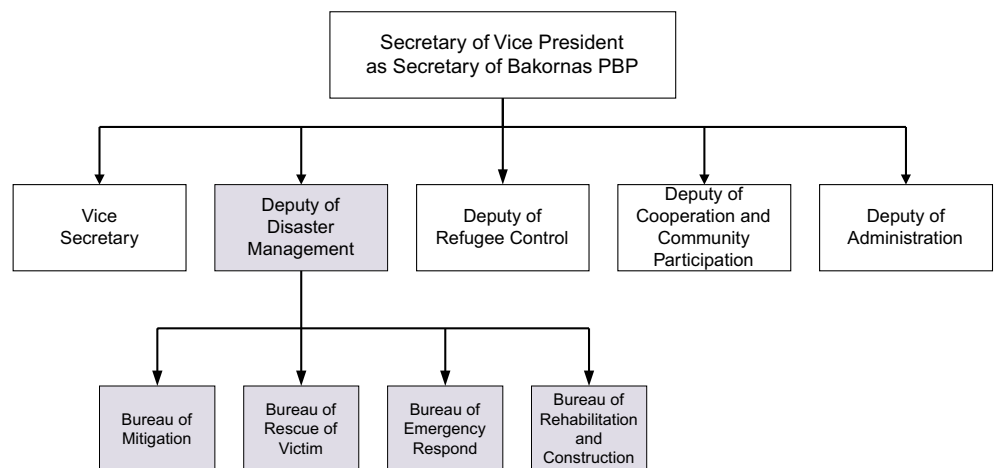 Secretary of Vice President
as Secretary of Bakornas PBP
Vice
Secretary
Deputy of
Disaster
Management
Deputy of
Refugee Control
Deputy of
Cooperation and
Community
Participation
Deputy of
Administration
Bureau of
Mitigation
Bureau of
Rescue of
Victim
Bureau of
Emergency
Respond
Bureau of
Rehabilitation
and
Construction